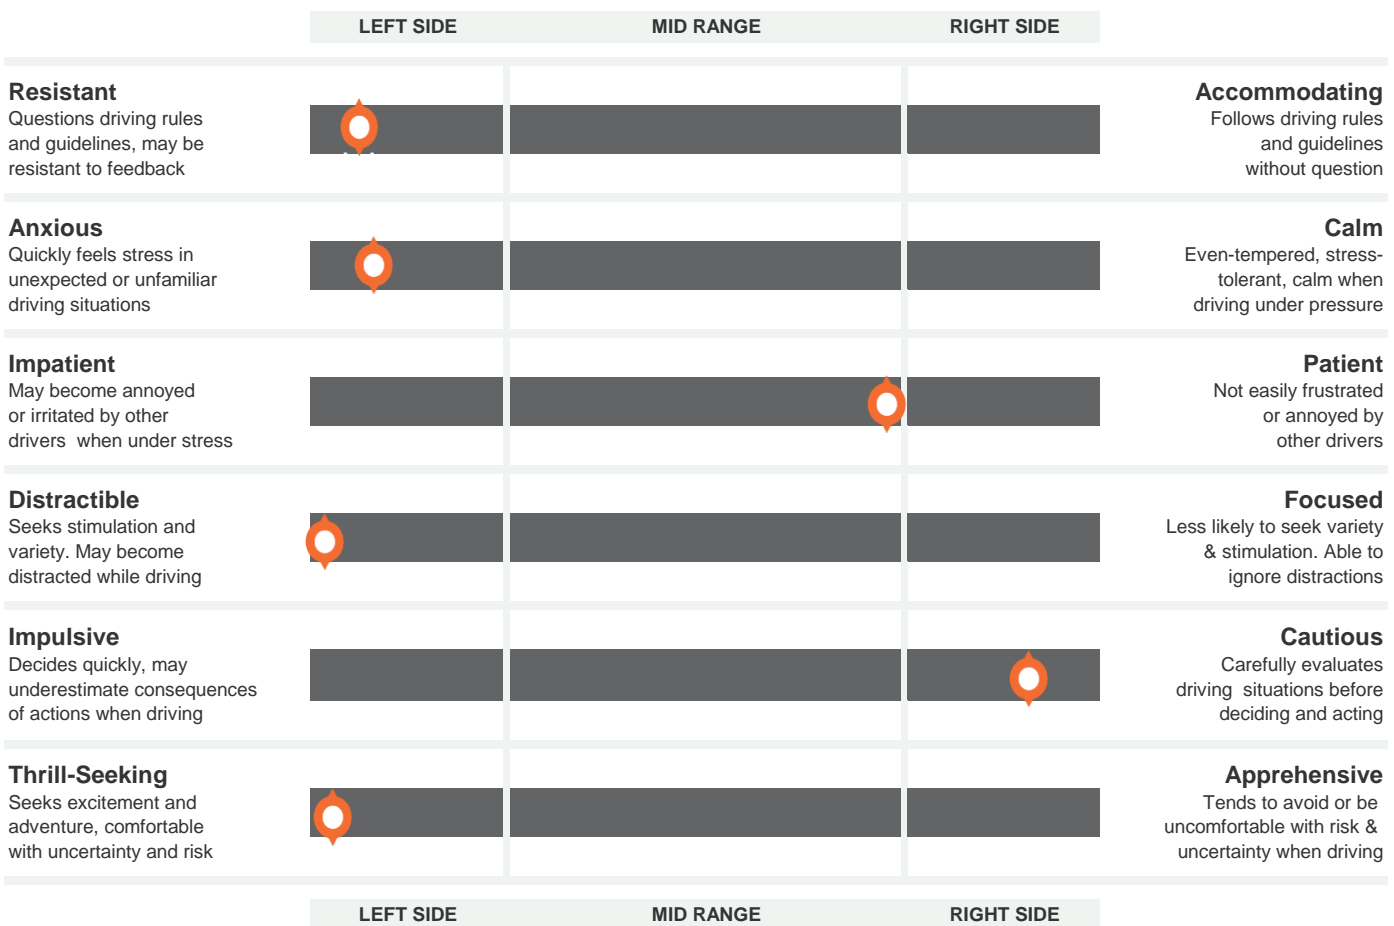 LEFT SIDE MID RANGE RIGHT SIDE
Resistant
Questions driving rules
and guidelines, may be
resistant to feedback
Accommodating
Follows driving rules
and guidelines
without question
Anxious
Quickly feels stress in
unexpected or unfamiliar
driving situations
Calm
Even-tempered, stress-
tolerant, calm when
driving under pressure
Impatient
May become annoyed
or irritated by other
drivers when under stress
Patient
Not easily frustrated
or annoyed by
other drivers
Distractible
Seeks stimulation and
variety. May become
distracted while driving
Focused
Less likely to seek variety
& stimulation. Able to
ignore distractions
Impulsive
Decides quickly, may
underestimate consequences
of actions when driving
Cautious
Carefully evaluates
driving situations before
deciding and acting
Thrill-Seeking
Seeks excitement and
adventure, comfortable
with uncertainty and risk
Apprehensive
Tends to avoid or be
uncomfortable with risk &
uncertainty when driving
LEFT SIDE MID RANGE RIGHT SIDE